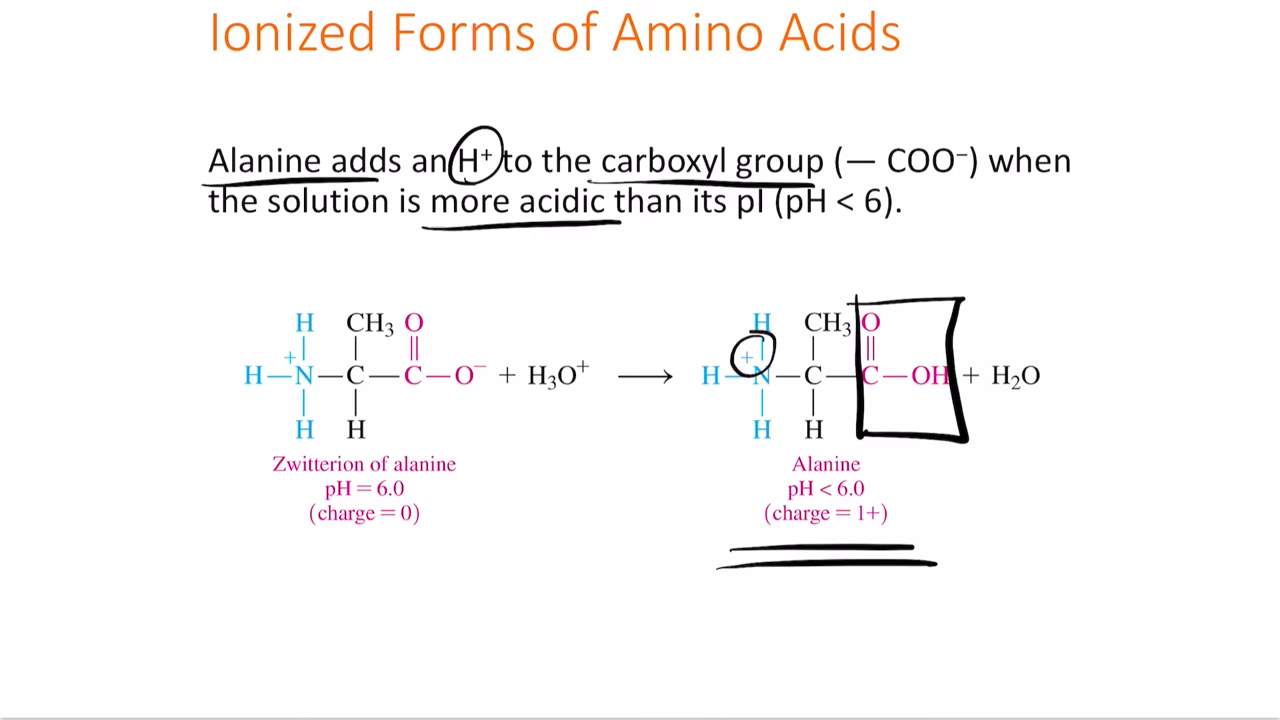 Ionized Forms of Amino Acids
Alanine adds an H⁺ to the carboxyl group (— COO⁻) when
the solution is more acidic than its pI (pH < 6).
H CH₃ O
H—N⁺—C—C—O⁻ + H₃O⁺ ⟶
H H
Zwitterion of alanine
pH = 6.0
(charge = 0)
H CH₃ O
H—N⁺—C—C—OH + H₂O
H H
Alanine
pH < 6.0
(charge = 1+)